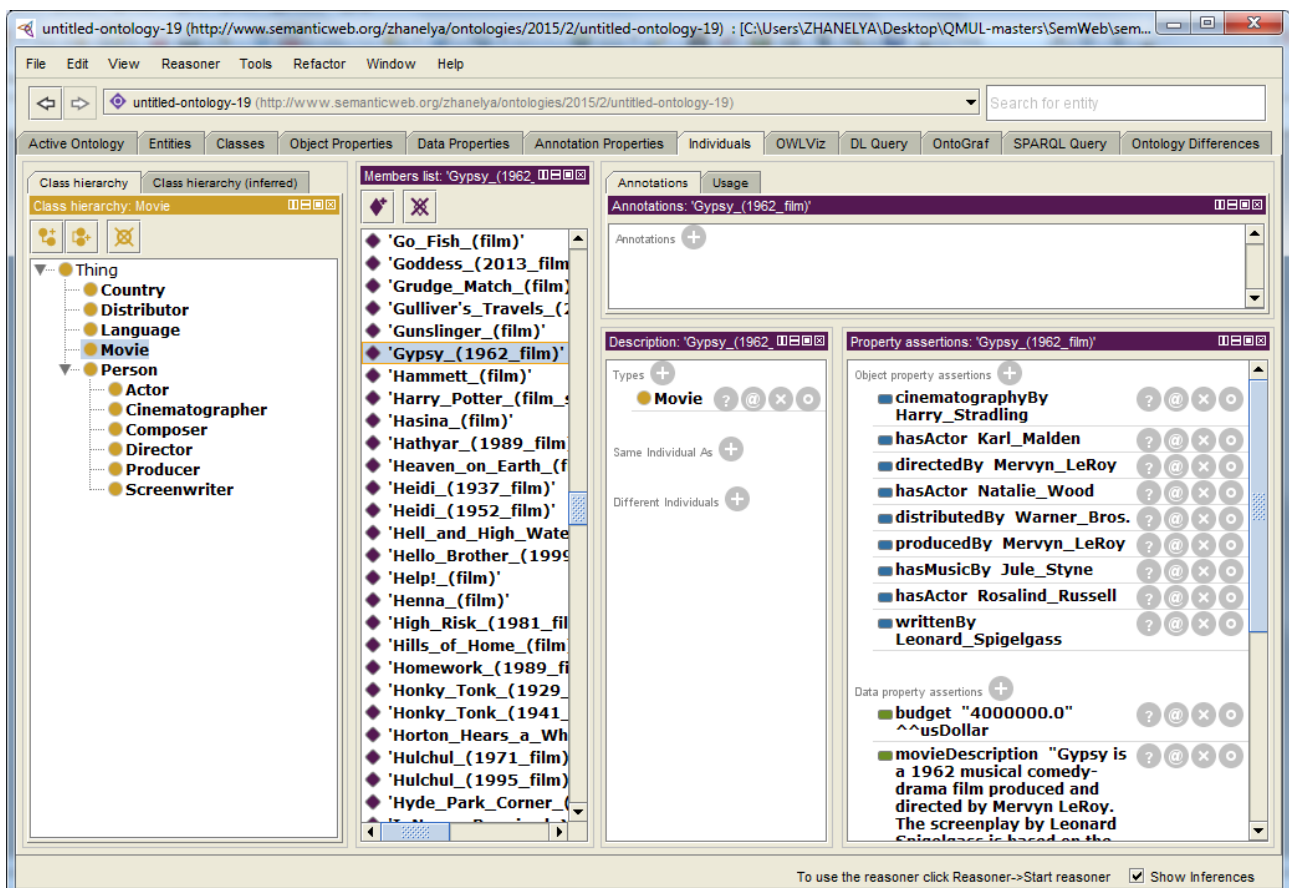 untitled-ontology-19 (http://www.semanticweb.org/zhanelya/ontologies/2015/2/untitled-ontology-19) : [C:\Users\ZHANELYA\Desktop\QMUL-masters\SemWeb\sem...
File Edit View Reasoner Tools Refactor Window Help
untitled-ontology-19 (http://www.semanticweb.org/zhanelya/ontologies/2015/2/untitled-ontology-19)
Search for entity
Active Ontology Entities Classes Object Properties Data Properties Annotation Properties Individuals OWLViz DL Query OntoGraf SPARQL Query Ontology Differences
Class hierarchy Class hierarchy (inferred)
Class hierarchy: Movie
Thing
Country
Distributor
Language
Movie
Person
Actor
Cinematographer
Composer
Director
Producer
Screenwriter
Members list: 'Gypsy_(1962_
'Go_Fish_(film)'
'Goddess_(2013_film
'Grudge_Match_(film)
'Gulliver's_Travels_(2
'Gunslinger_(film)'
'Gypsy_(1962_film)'
'Hammett_(film)'
'Harry_Potter_(film_s
'Hasina_(film)'
'Hathyar_(1989_film
'Heaven_on_Earth_(f
'Heidi_(1937_film)'
'Heidi_(1952_film)'
'Hell_and_High_Wate
'Hello_Brother_(1999
'Help!_(film)'
'Henna_(film)'
'High_Risk_(1981_fil
'Hills_of_Home_(film
'Homework_(1989_fi
'Honky_Tonk_(1929_
'Honky_Tonk_(1941_
'Horton_Hears_a_Wh
'Hulchul_(1971_film)
'Hulchul_(1995_film)
'Hyde_Park_Corner_(
Annotations Usage
Annotations: 'Gypsy_(1962_film)'
Annotations
Description: 'Gypsy_(1962_
Types
Movie
Same Individual As
Different Individuals
Property assertions: 'Gypsy_(1962_film)'
Object property assertions
cinematographyBy
Harry_Stradling
hasActor Karl_Malden
directedBy Mervyn_LeRoy
hasActor Natalie_Wood
distributedBy Warner_Bros.
producedBy Mervyn_LeRoy
hasMusicBy Jule_Styne
hasActor Rosalind_Russell
writtenBy
Leonard_Spigelgass
Data property assertions
budget "4000000.0"
^^usDollar
movieDescription "Gypsy is
a 1962 musical comedy-
drama film produced and
directed by Mervyn LeRoy.
The screenplay by Leonard
Spigelgass is based on the
To use the reasoner click Reasoner->Start reasoner Show Inferences